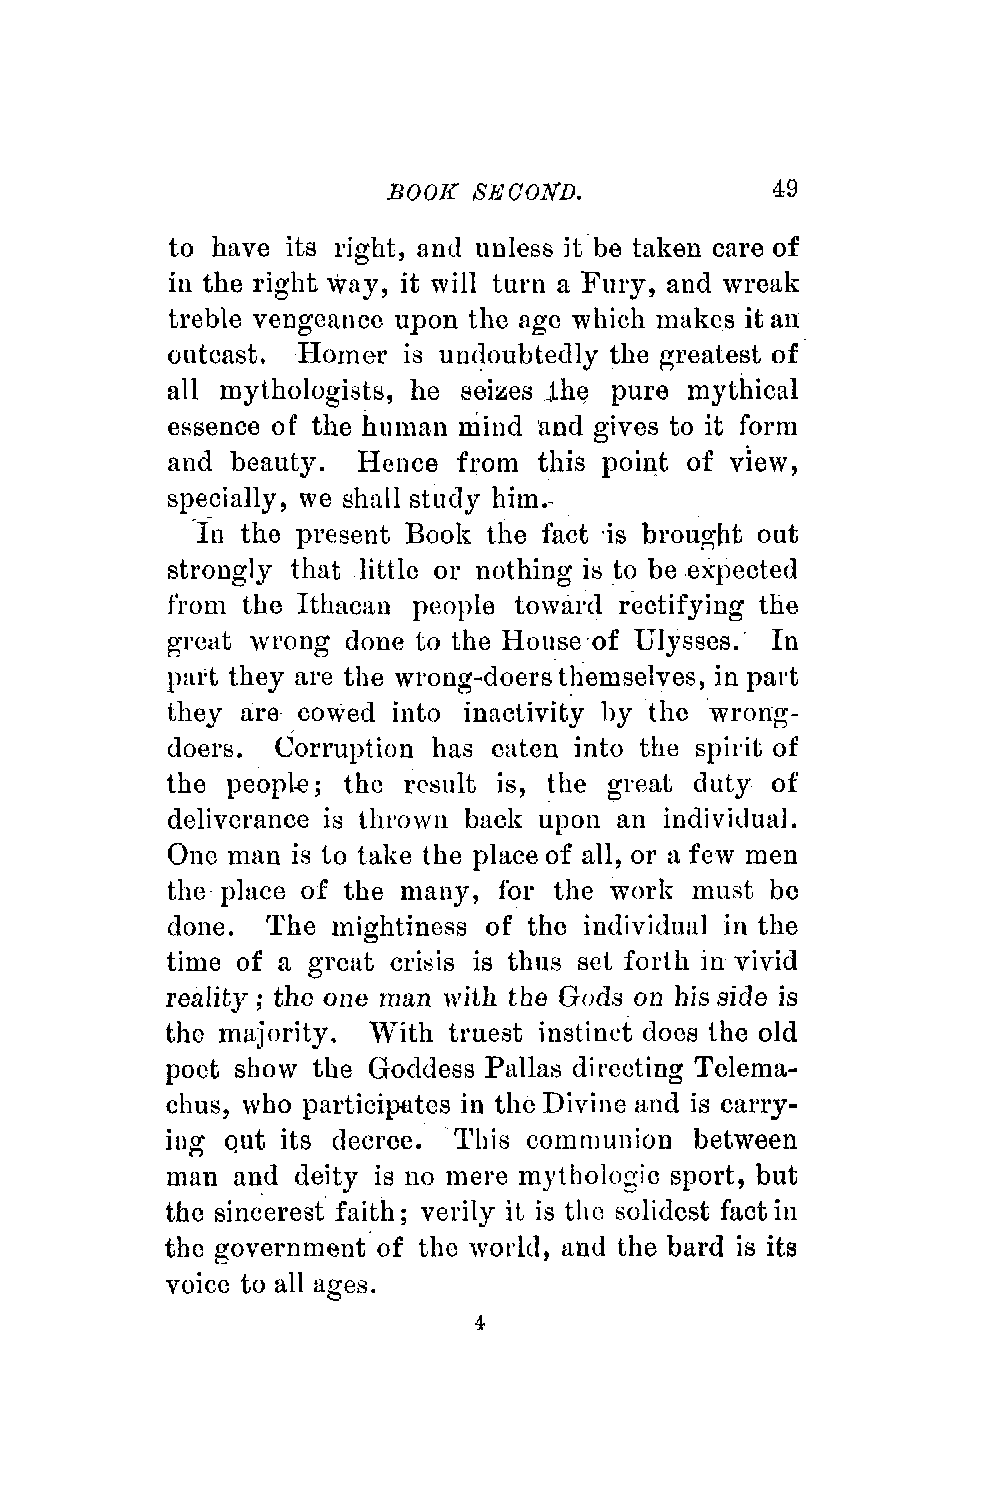 BOOK SECOND. 49
to have its right, and unless it be taken care of
in the right way, it will turn a Fury, and wreak
treble vengeance upon the age which makes it an
outcast. Homer is undoubtedly the greatest of
all mythologists, he seizes the pure mythical
essence of the human mind and gives to it form
and beauty. Hence from this point of view,
specially, we shall study him.
In the present Book the fact is brought out
strongly that little or nothing is to be expected
from the Ithacan people toward rectifying the
great wrong done to the House of Ulysses. In
part they are the wrong-doers themselves, in part
they are cowed into inactivity by the wrong-
doers. Corruption has eaten into the spirit of
the people; the result is, the great duty of
deliverance is thrown back upon an individual.
One man is to take the place of all, or a few men
the place of the many, for the work must be
done. The mightiness of the individual in the
time of a great crisis is thus set forth in vivid
reality; the one man with the Gods on his side is
the majority. With truest instinct does the old
poet show the Goddess Pallas directing Telema-
chus, who participates in the Divine and is carry-
ing out its decree. This communion between
man and deity is no mere mythologic sport, but
the sincerest faith; verily it is the solidest fact in
the government of the world, and the bard is its
voice to all ages.
4